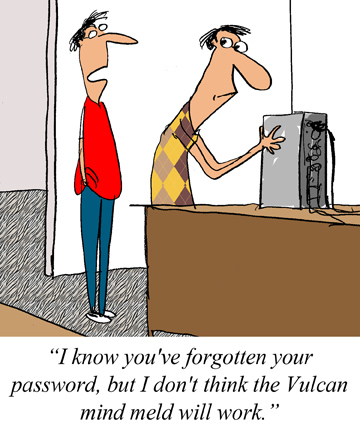 “I know you've forgotten your
password, but I don't think the Vulcan
mind meld will work.”